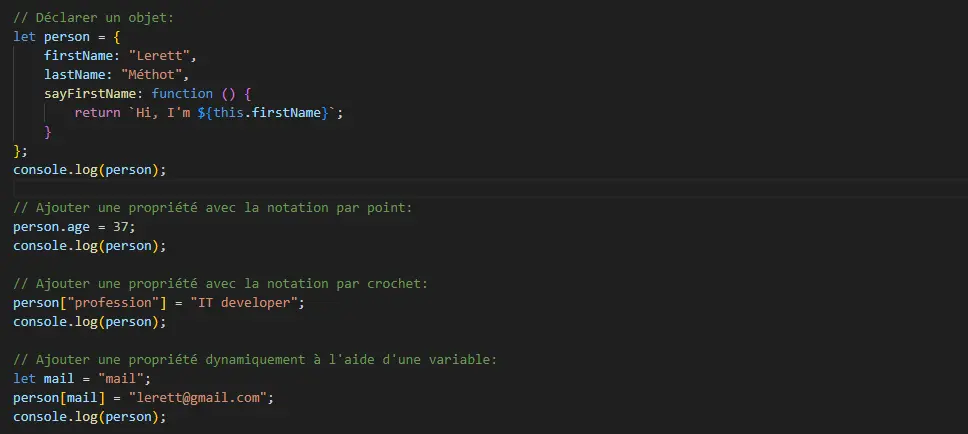 // Déclarer un objet:
let person = {
    firstName: "Lerett",
    lastName: "Méthot",
    sayFirstName: function () {
        return `Hi, I'm ${this.firstName}`;
    }
};
console.log(person);

// Ajouter une propriété avec la notation par point:
person.age = 37;
console.log(person);

// Ajouter une propriété avec la notation par crochet:
person["profession"] = "IT developer";
console.log(person);

// Ajouter une propriété dynamiquement à l'aide d'une variable:
let mail = "mail";
person[mail] = "lerett@gmail.com";
console.log(person);